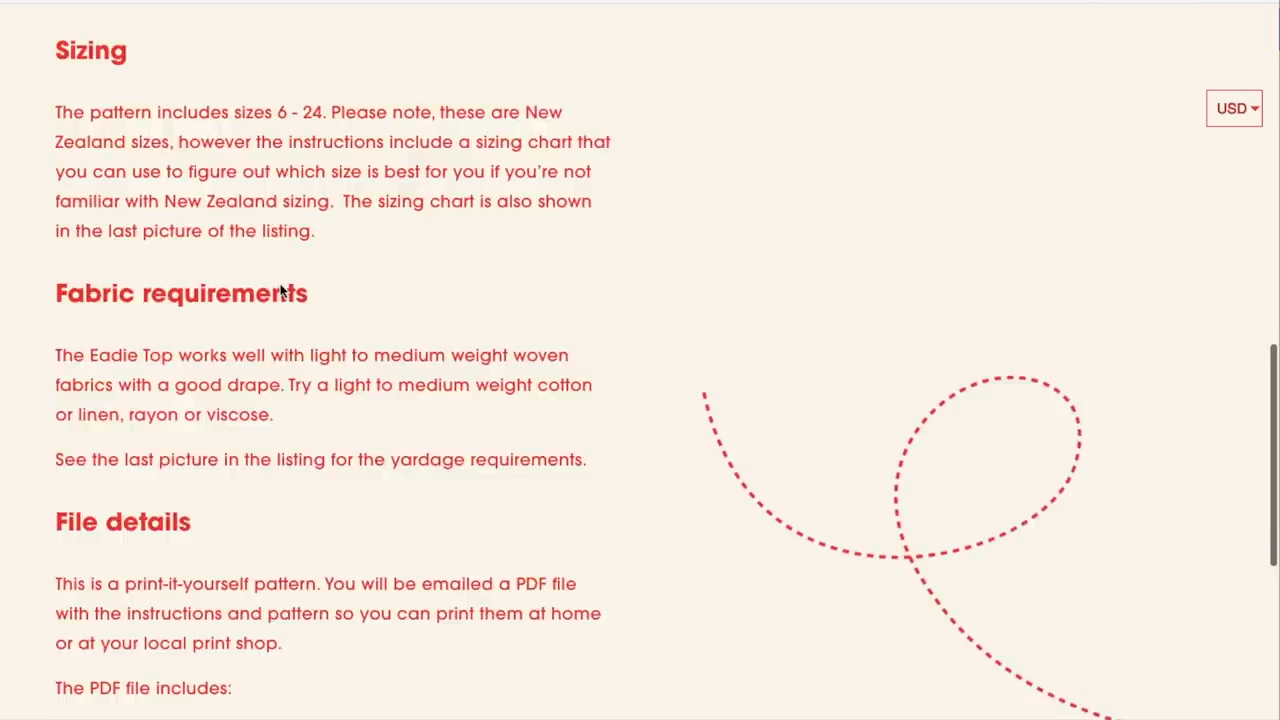 Sizing
USD
The pattern includes sizes 6 - 24. Please note, these are New
Zealand sizes, however the instructions include a sizing chart that
you can use to figure out which size is best for you if you're not
familiar with New Zealand sizing.  The sizing chart is also shown
in the last picture of the listing.
Fabric requirements
The Eadie Top works well with light to medium weight woven
fabrics with a good drape. Try a light to medium weight cotton
or linen, rayon or viscose.
See the last picture in the listing for the yardage requirements.
File details
This is a print-it-yourself pattern. You will be emailed a PDF file
with the instructions and pattern so you can print them at home
or at your local print shop.
The PDF file includes: